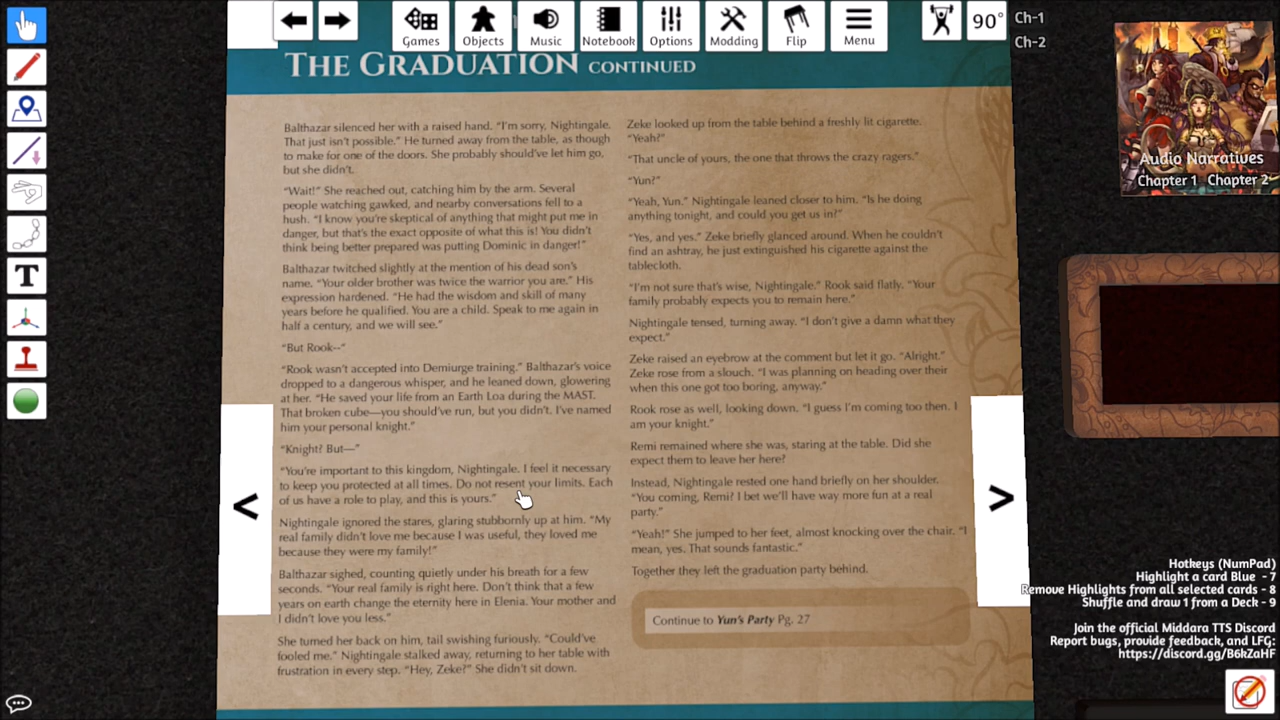 Games
Objects
Music
Notebook
Options
Modding
Flip
Menu
90°
Ch-1
Ch-2
THE GRADUATION CONTINUED
Balthazar silenced her with a raised hand. “I’m sorry, Nightingale.
That just isn’t possible.” He turned away from the table, as though
to make for one of the doors. She probably should’ve let him go,
but she didn’t.
“Wait!” She reached out, catching him by the arm. Several
people watching gawked, and nearby conversations fell to a
hush. “I know you’re skeptical of anything that might put me in
danger, but that’s the exact opposite of what this is! You didn’t
think being better prepared was putting Dominic in danger!”
Balthazar twitched slightly at the mention of his dead son’s
name. “Your older brother was twice the warrior you are.” His
expression hardened. “He had the wisdom and skill of many
years before he qualified. You are a child. Speak to me again in
half a century, and we will see.”
“But Rook--”
“Rook wasn’t accepted into Demiurge training.” Balthazar’s voice
dropped to a dangerous whisper, and he leaned down, glowering
at her. “He saved your life from an Earth Loa during the MAST.
That broken cube—you should’ve run, but you didn’t. I’ve named
him your personal knight.”
“Knight? But—”
“You’re important to this kingdom, Nightingale. I feel it necessary
to keep you protected at all times. Do not resent your limits. Each
of us have a role to play, and this is yours.”
Nightingale ignored the stares, glaring stubbornly up at him. “My
real family didn’t love me because I was useful, they loved me
because they were my family!”
Balthazar sighed, counting quietly under his breath for a few
seconds. “Your real family is right here. Don’t think that a few
years on earth change the eternity here in Elenia. Your mother and
I didn’t love you less.”
She turned her back on him, tail swishing furiously. “Could’ve
fooled me.” Nightingale stalked away, returning to her table with
frustration in every step. “Hey, Zeke?” She didn’t sit down.
Zeke looked up from the table behind a freshly lit cigarette.
“Yeah?”
“That uncle of yours, the one that throws the crazy ragers.”
“Yun?”
“Yeah, Yun.” Nightingale leaned closer to him. “Is he doing
anything tonight, and could you get us in?”
“Yes, and yes.” Zeke briefly glanced around. When he couldn’t
find an ashtray, he just extinguished his cigarette against the
tablecloth.
“I’m not sure that’s wise, Nightingale.” Rook said flatly. “Your
family probably expects you to remain here.”
Nightingale tensed, turning away. “I don’t give a damn what they
expect.”
Zeke raised an eyebrow at the comment but let it go. “Alright.”
Zeke rose from a slouch. “I was planning on heading over their
when this one got too boring, anyway.”
Rook rose as well, looking down. “I guess I’m coming too then. I
am your knight.”
Remi remained where she was, staring at the table. Did she
expect them to leave her here?
Instead, Nightingale rested one hand briefly on her shoulder.
“You coming, Remi? I bet we’ll have way more fun at a real
party.”
“Yeah!” She jumped to her feet, almost knocking over the chair. “I
mean, yes. That sounds fantastic.”
Together they left the graduation party behind.
Continue to Yun’s Party Pg. 27
<
>
T
Audio Narratives
Chapter 1 Chapter 2
Hotkeys (NumPad)
Highlight a card Blue - 7
Remove Highlights from all selected cards - 8
Shuffle and draw 1 from a Deck - 9
Join the official Middara TTS Discord
Report bugs, provide feedback, and LFG:
https://discord.gg/B6kZaHF